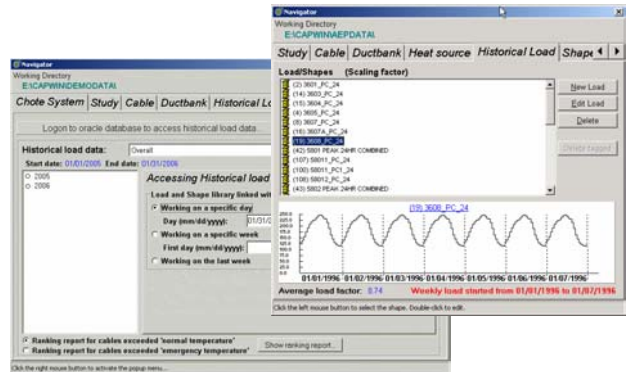 Navigator
Working Directory
E:\CAPWIN\AEPDATA\
Study Cable Ductbank Heat source Historical Load Shape
Load/Shapes (Scaling factor)
(2) 3601_PC_24
(14) 3603_PC_24
(15) 3604_PC_24
(4) 3605_PC_24
(8) 3607_PC_24
(16) 3607A_PC_24
(19) 3608_PC_24
(42) 5801 PEAK 24HR COMBINED
(107) 58011_PC_24
(100) 58011_PC1_24
(108) 58012_PC_24
(43) 5802 PEAK 24HR COMBINED
New Load
Edit Load
Delete
Delete tagged
(19) 3608_PC_24
01/01/1996 01/02/1996 01/03/1996 01/04/1996 01/05/1996 01/06/1996 01/07/1996
Average load factor: 0.74 Weekly load started from 01/01/1996 to 01/07/1996
Click the left mouse button to select the shape. Double-click to edit.
Navigator
Working Directory
E:\CAPWIN\DEMODATA\
Chote System Study Cable Ductbank Historical Lo
Logon to oracle database to access historical load data...
Historical load data: Overall
Start date: 01/01/2005 End date: 01/01/2006
2005
2006
Accessing Historical load
Load and Shape library linked with
Working on a specific day
Day (mm/dd/yyyy): 01/01/2
Working on a specific week
First day (mm/dd/yyyy):
Working on the last week
Ranking report for cables exceeded 'normal temperature'
Ranking report for cables exceeded 'emergency temperature'
Show ranking report...
Click the right mouse button to activate the popup menu...